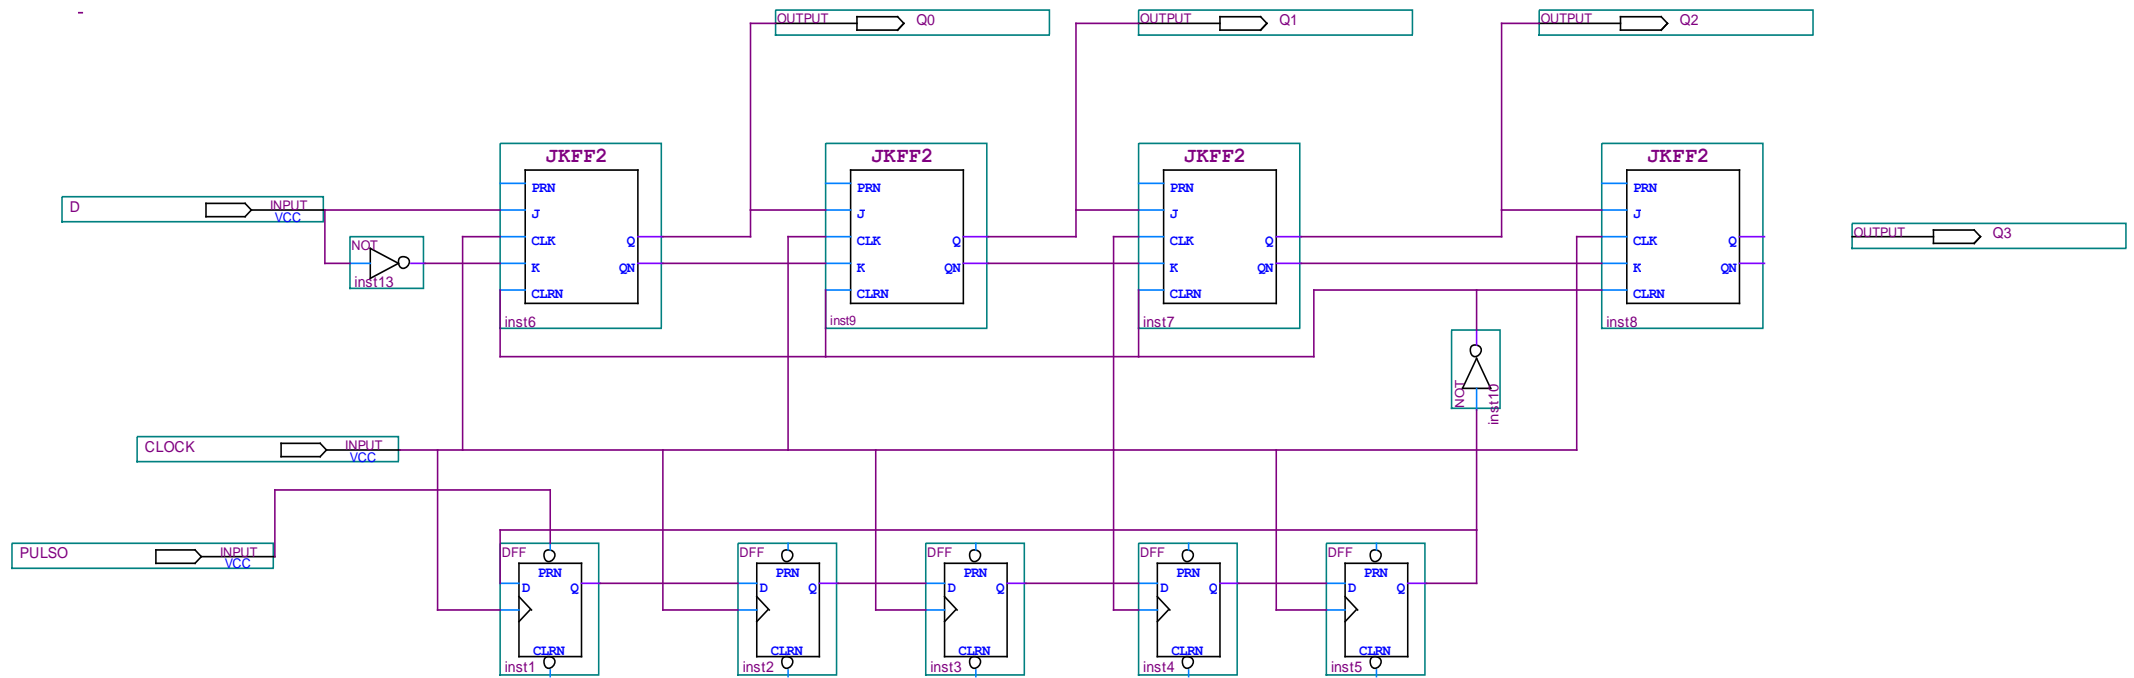 -
OUTPUT Q0
OUTPUT Q1
OUTPUT Q2
JKFF2
PRN
J
CLK Q
K QN
CLRN
inst6
JKFF2
PRN
J
CLK Q
K QN
CLRN
inst9
JKFF2
PRN
J
CLK Q
K QN
CLRN
inst7
JKFF2
PRN
J
CLK Q
K QN
CLRN
inst8
D INPUT
VCC
NOT
inst13
OUTPUT Q3
NOT
inst10
CLOCK INPUT
VCC
PULSO INPUT
VCC
DFF
PRN
D Q
CLRN
inst1
DFF
PRN
D Q
CLRN
inst2
DFF
PRN
D Q
CLRN
inst3
DFF
PRN
D Q
CLRN
inst4
DFF
PRN
D Q
CLRN
inst5